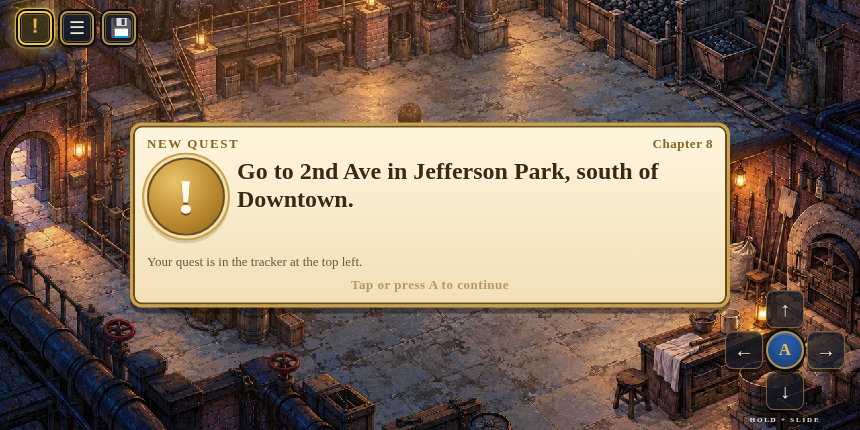 NEW QUEST
Chapter 8
!
Go to 2nd Ave in Jefferson Park, south of
Downtown.
Your quest is in the tracker at the top left.
Tap or press A to continue
A
HOLD + SLIDE